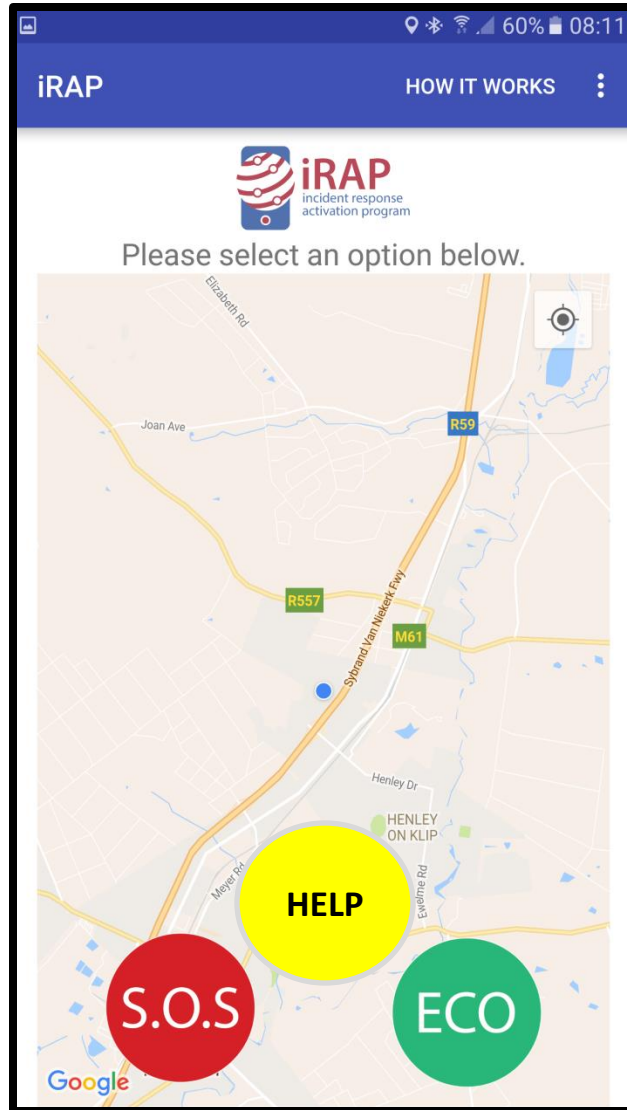 60% 08:11
iRAP HOW IT WORKS
iRAP
incident response
activation program
Please select an option below.
Elizabeth Rd
Joan Ave
R59
R557
Sybrand Van Niekerk Fwy
M61
Henley Dr
HENLEY
ON KLIP
Meyer Rd
Ewelme Rd
HELP
S.O.S
ECO
Google